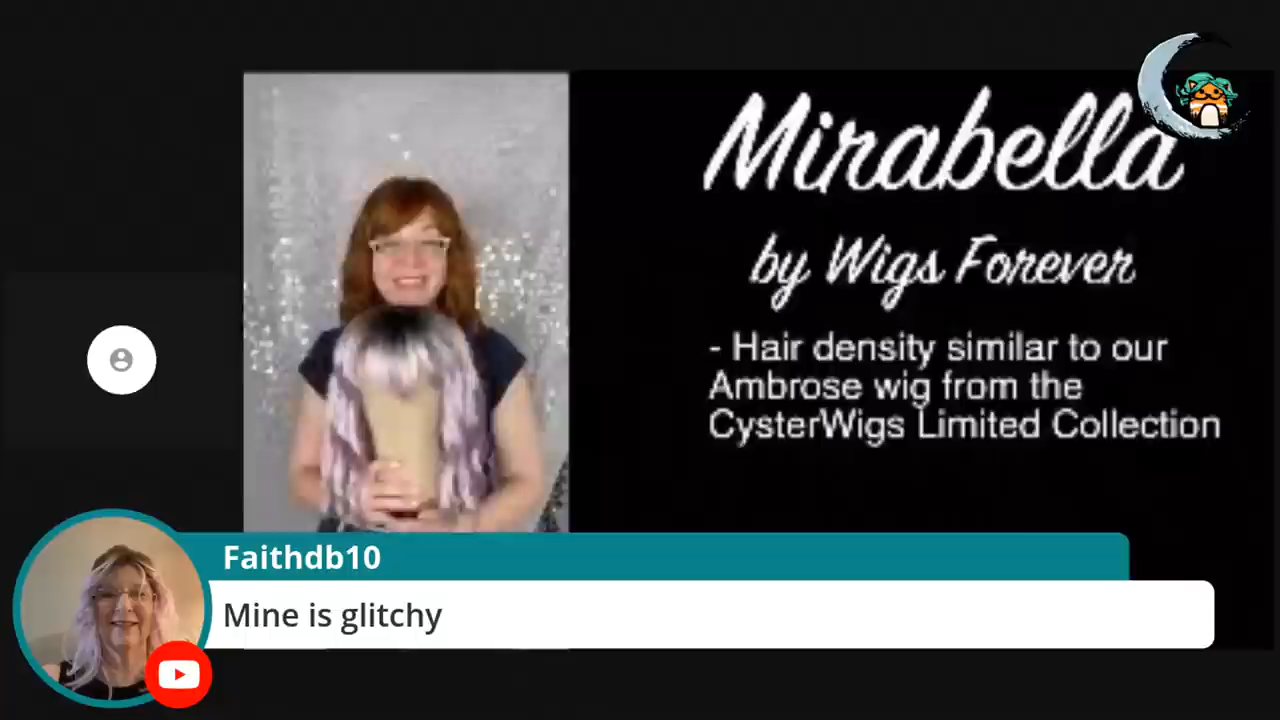 Mirabella
by Wigs Forever
- Hair density similar to our
Ambrose wig from the
CysterWigs Limited Collection
Faithdb10
Mine is glitchy